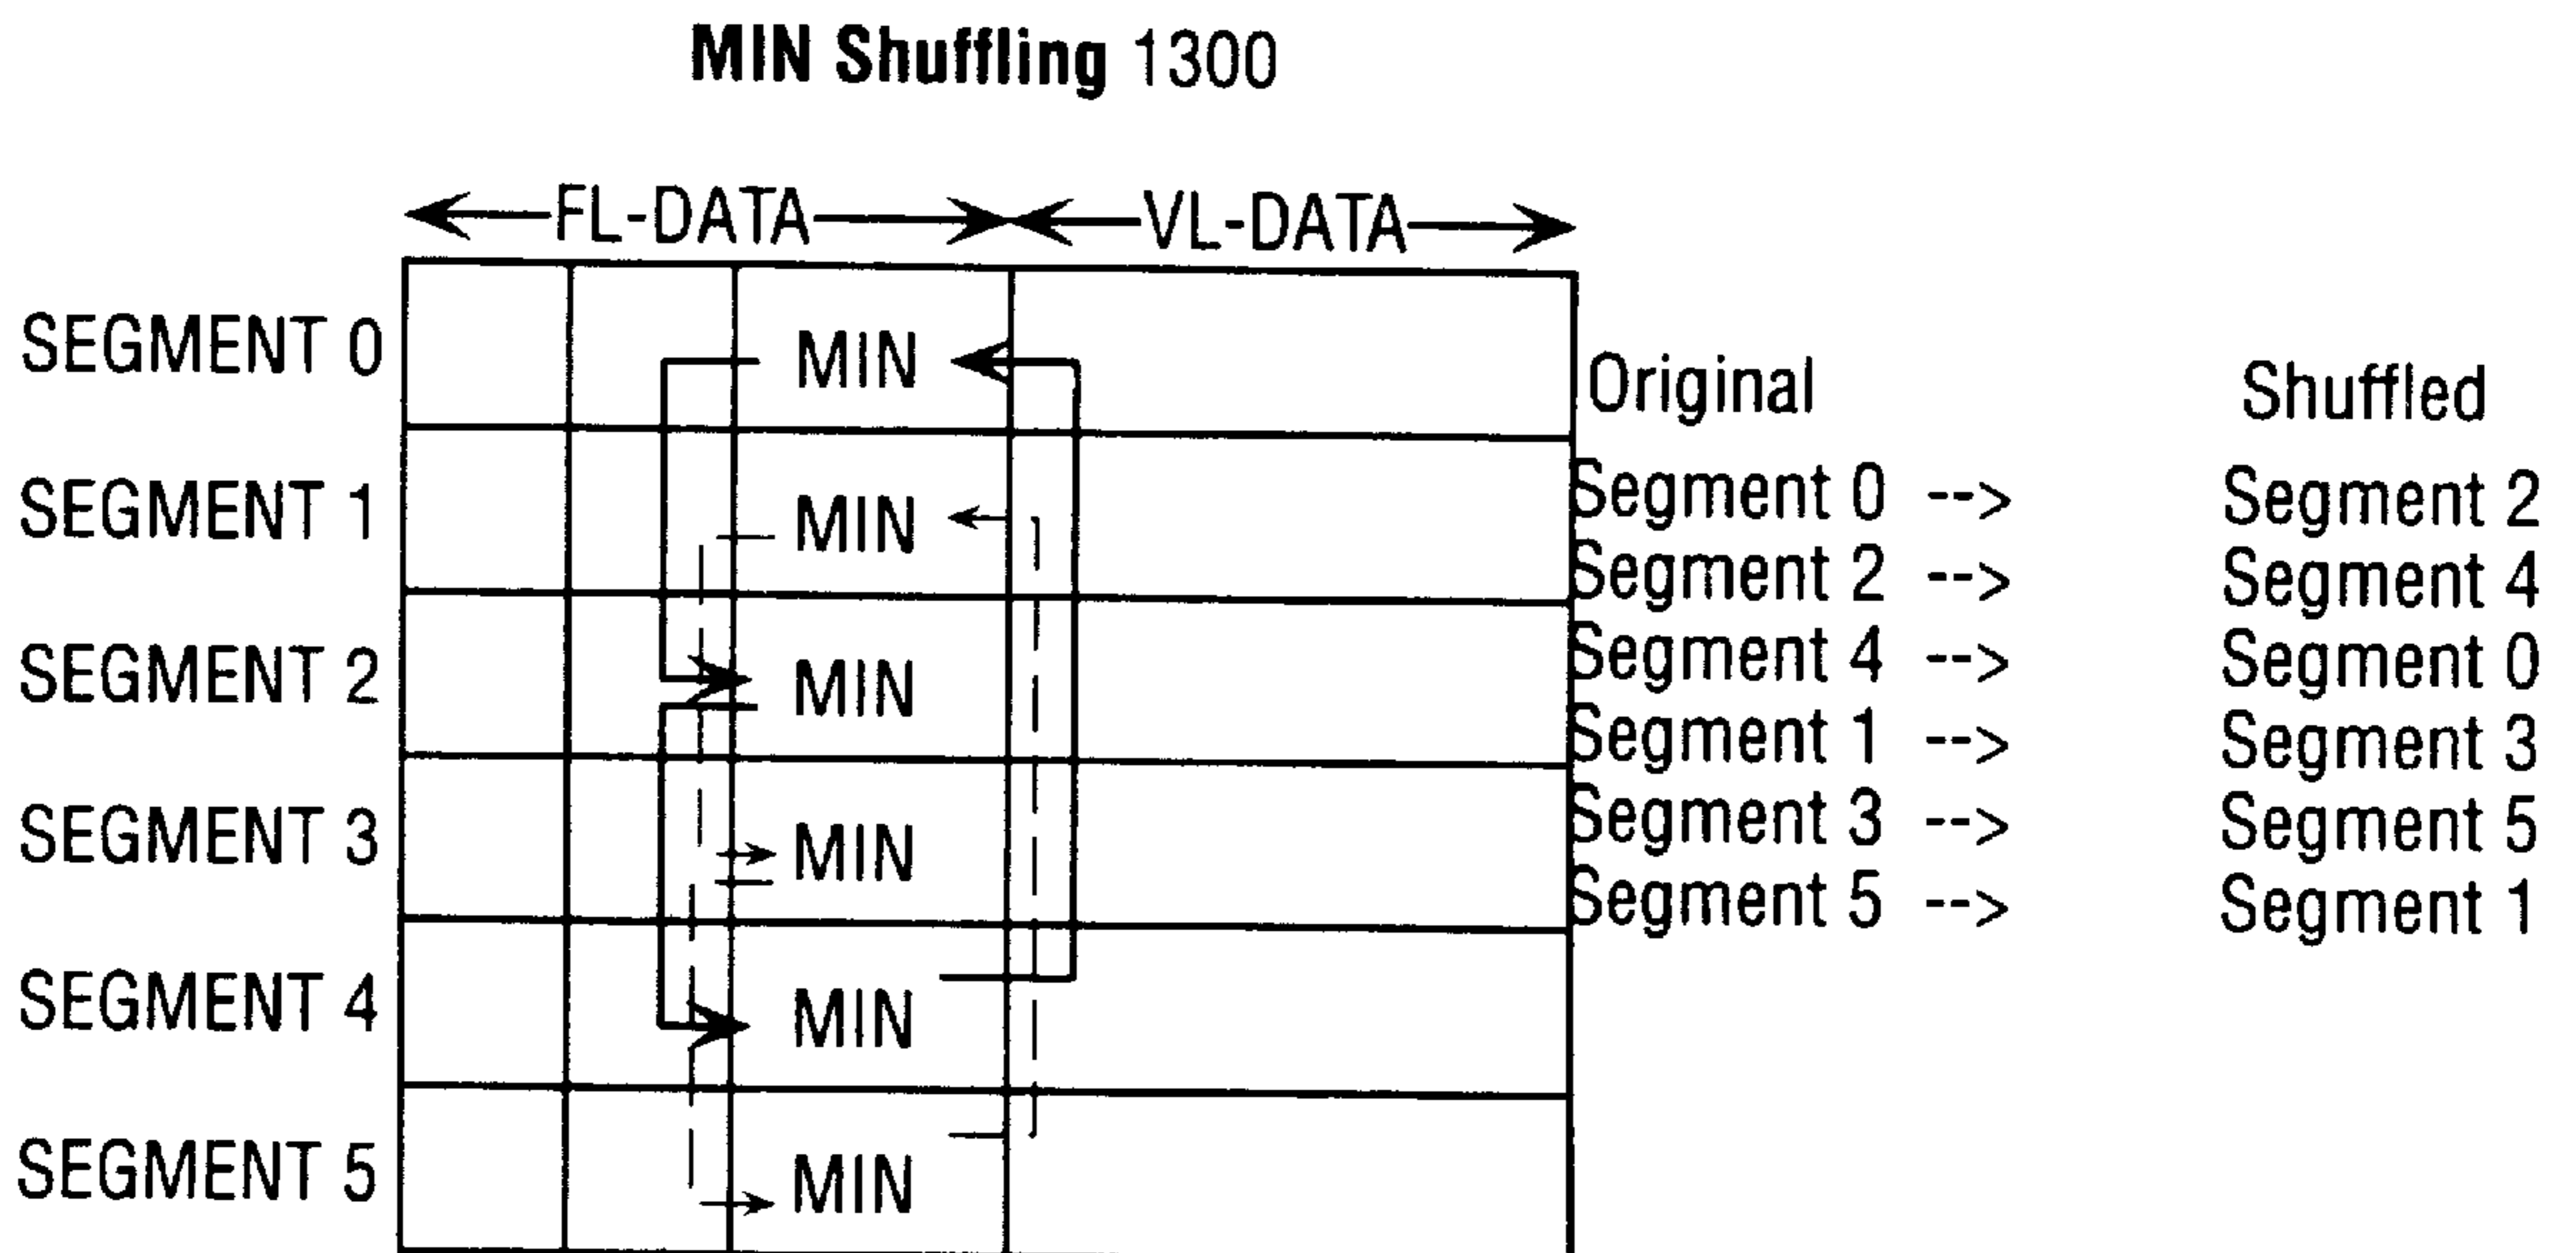 MIN Shuffling 1300
FL-DATA VL-DATA
SEGMENT 0 MIN
SEGMENT 1 MIN
SEGMENT 2 MIN
SEGMENT 3 MIN
SEGMENT 4 MIN
SEGMENT 5 MIN
Original Shuffled
Segment 0 --> Segment 2
Segment 2 --> Segment 4
Segment 4 --> Segment 0
Segment 1 --> Segment 3
Segment 3 --> Segment 5
Segment 5 --> Segment 1